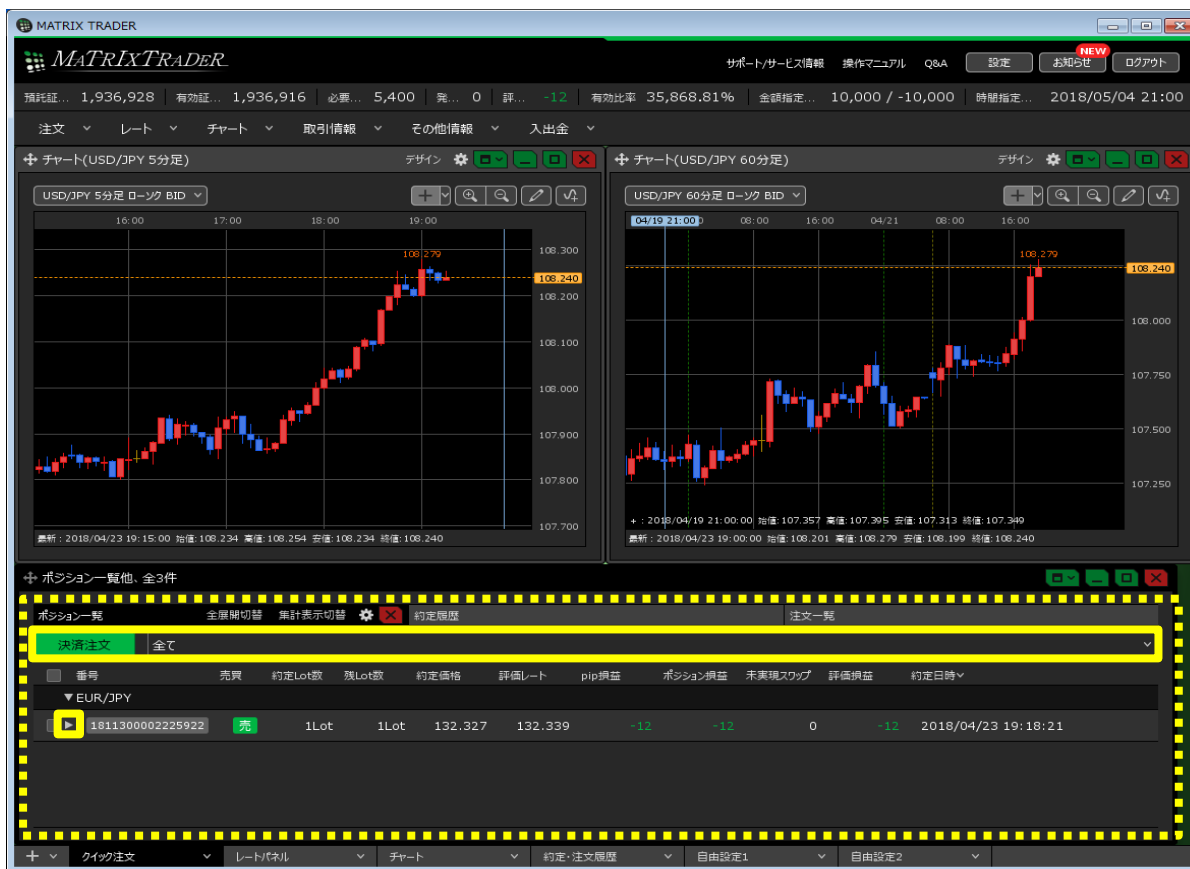 MATRIX TRADER
MATRIXTRADER
サポート/サービス情報 操作マニュアル Q&A 設定 お知らせ NEW ログアウト
預託証... 1,936,928 有効証... 1,936,916 必要... 5,400 発... 0 評... -12 有効比率 35,868.81% 金額指定... 10,000 / -10,000 時間指定... 2018/05/04 21:00
注文 レート チャート 取引情報 その他情報 入出金
チャート(USD/JPY 5分足) デザイン
USD/JPY 5分足 ローソク BID
16:00 17:00 18:00 19:00
108.279
108.300
108.240
108.200
108.100
108.000
107.900
107.800
107.700
最新 : 2018/04/23 19:15:00 始値:108.234 高値:108.254 安値:108.234 終値:108.240
チャート(USD/JPY 60分足) デザイン
USD/JPY 60分足 ローソク BID
04/19 21:00 08:00 16:00 04/21 08:00 16:00
108.279
108.240
108.000
107.750
107.500
107.250
+ : 2018/04/19 21:00:00 始値:107.357 高値:107.395 安値:107.313 終値:107.349
最新 : 2018/04/23 19:00:00 始値:108.201 高値:108.279 安値:108.199 終値:108.240
ポジション一覧他、全3件
ポジション一覧 全展開切替 集計表示切替 約定履歴 注文一覧
決済注文 全て
番号 売買 約定Lot数 残Lot数 約定価格 評価レート pip損益 ポジション損益 未実現スワップ 評価損益 約定日時
▼EUR/JPY
1811300002225922 売 1Lot 1Lot 132.327 132.339 -12 -12 0 -12 2018/04/23 19:18:21
+ クイック注文 レートパネル チャート 約定・注文履歴 自由設定1 自由設定2